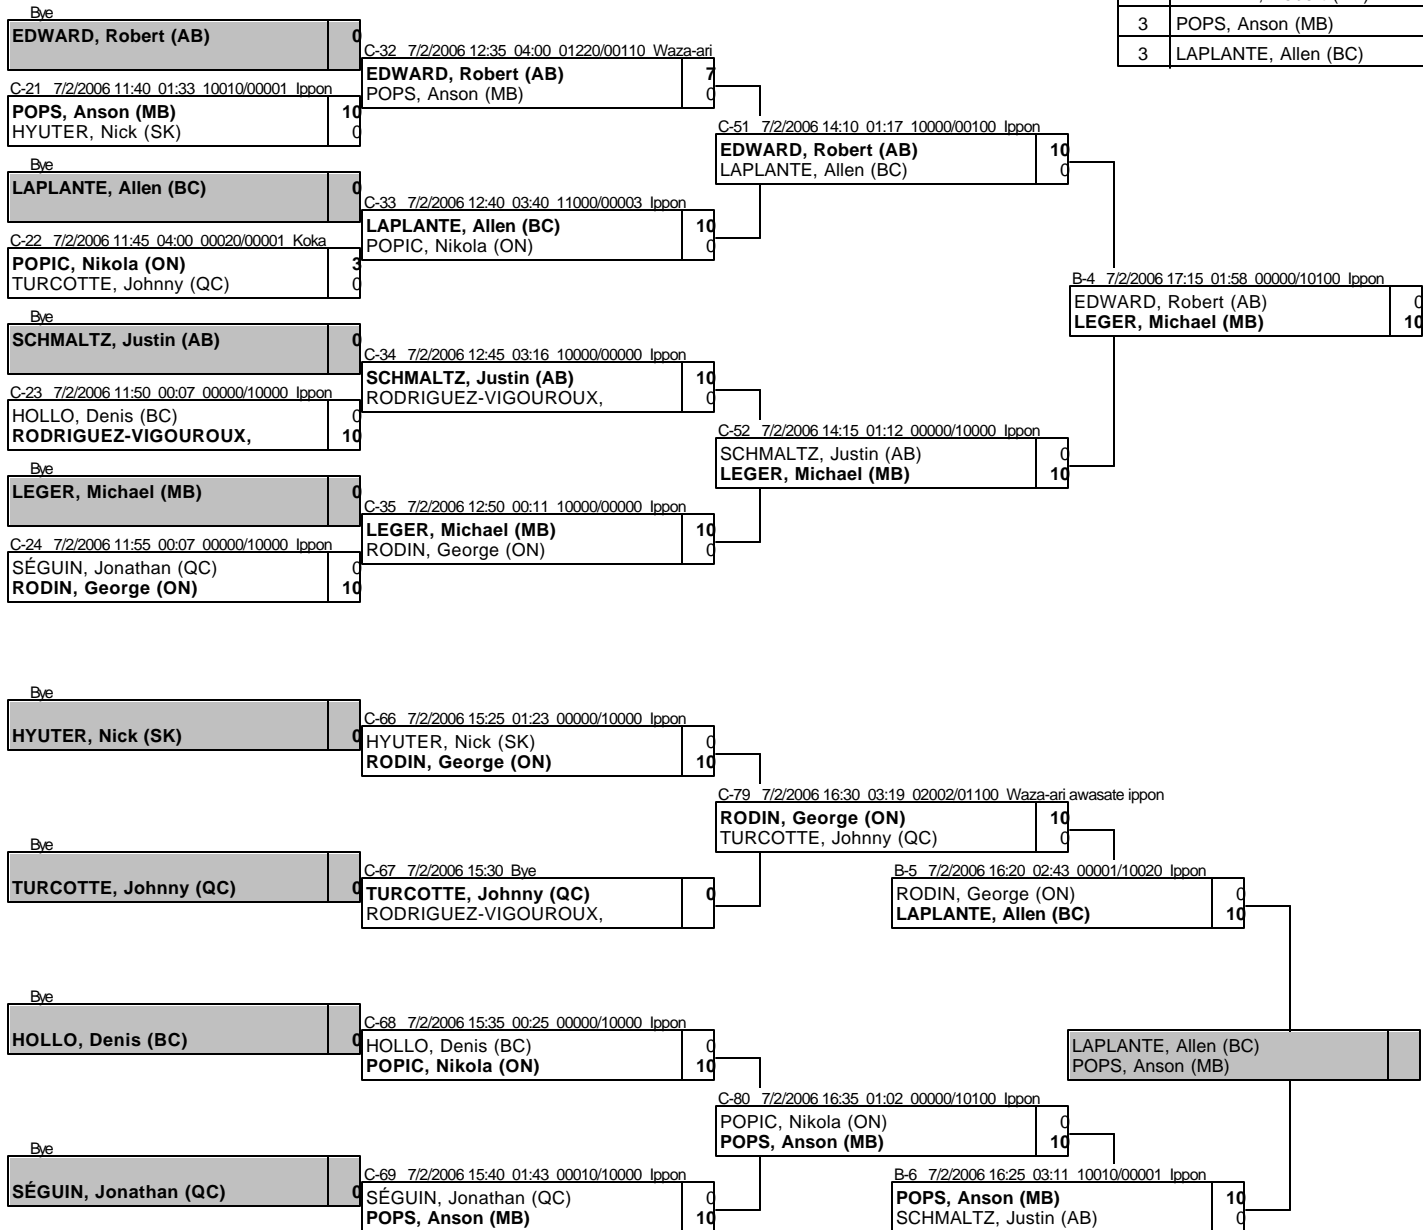 3 POPS, Anson (MB)
3 LAPLANTE, Allen (BC)
Bye
EDWARD, Robert (AB) 0
C-21 7/2/2006 11:40 01:33 10010/00001 Ippon
POPS, Anson (MB) 10
HYUTER, Nick (SK) 0
Bye
LAPLANTE, Allen (BC) 0
C-22 7/2/2006 11:45 04:00 00020/00001 Koka
POPIC, Nikola (ON) 3
TURCOTTE, Johnny (QC) 0
Bye
SCHMALTZ, Justin (AB) 0
C-23 7/2/2006 11:50 00:07 00000/10000 Ippon
HOLLO, Denis (BC) 0
RODRIGUEZ-VIGOUROUX, 10
Bye
LEGER, Michael (MB) 0
C-24 7/2/2006 11:55 00:07 00000/10000 Ippon
SÉGUIN, Jonathan (QC) 0
RODIN, George (ON) 10
C-32 7/2/2006 12:35 04:00 01220/00110 Waza-ari
EDWARD, Robert (AB) 7
POPS, Anson (MB) 0
C-33 7/2/2006 12:40 03:40 11000/00003 Ippon
LAPLANTE, Allen (BC) 10
POPIC, Nikola (ON) 0
C-34 7/2/2006 12:45 03:16 10000/00000 Ippon
SCHMALTZ, Justin (AB) 10
RODRIGUEZ-VIGOUROUX, 0
C-35 7/2/2006 12:50 00:11 10000/00000 Ippon
LEGER, Michael (MB) 10
RODIN, George (ON) 0
C-51 7/2/2006 14:10 01:17 10000/00100 Ippon
EDWARD, Robert (AB) 10
LAPLANTE, Allen (BC) 0
C-52 7/2/2006 14:15 01:12 00000/10000 Ippon
SCHMALTZ, Justin (AB) 0
LEGER, Michael (MB) 10
B-4 7/2/2006 17:15 01:58 00000/10100 Ippon
EDWARD, Robert (AB) 0
LEGER, Michael (MB) 10
Bye
HYUTER, Nick (SK) 0
Bye
TURCOTTE, Johnny (QC) 0
Bye
HOLLO, Denis (BC) 0
Bye
SÉGUIN, Jonathan (QC) 0
C-66 7/2/2006 15:25 01:23 00000/10000 Ippon
HYUTER, Nick (SK) 0
RODIN, George (ON) 10
C-67 7/2/2006 15:30 Bye
TURCOTTE, Johnny (QC) 0
RODRIGUEZ-VIGOUROUX,
C-68 7/2/2006 15:35 00:25 00000/10000 Ippon
HOLLO, Denis (BC) 0
POPIC, Nikola (ON) 10
C-69 7/2/2006 15:40 01:43 00010/10000 Ippon
SÉGUIN, Jonathan (QC) 0
POPS, Anson (MB) 10
C-79 7/2/2006 16:30 03:19 02002/01100 Waza-ari awasate ippon
RODIN, George (ON) 10
TURCOTTE, Johnny (QC) 0
C-80 7/2/2006 16:35 01:02 00000/10100 Ippon
POPIC, Nikola (ON) 0
POPS, Anson (MB) 10
B-5 7/2/2006 16:20 02:43 00001/10020 Ippon
RODIN, George (ON) 0
LAPLANTE, Allen (BC) 10
B-6 7/2/2006 16:25 03:11 10010/00001 Ippon
POPS, Anson (MB) 10
SCHMALTZ, Justin (AB) 0
LAPLANTE, Allen (BC)
POPS, Anson (MB)